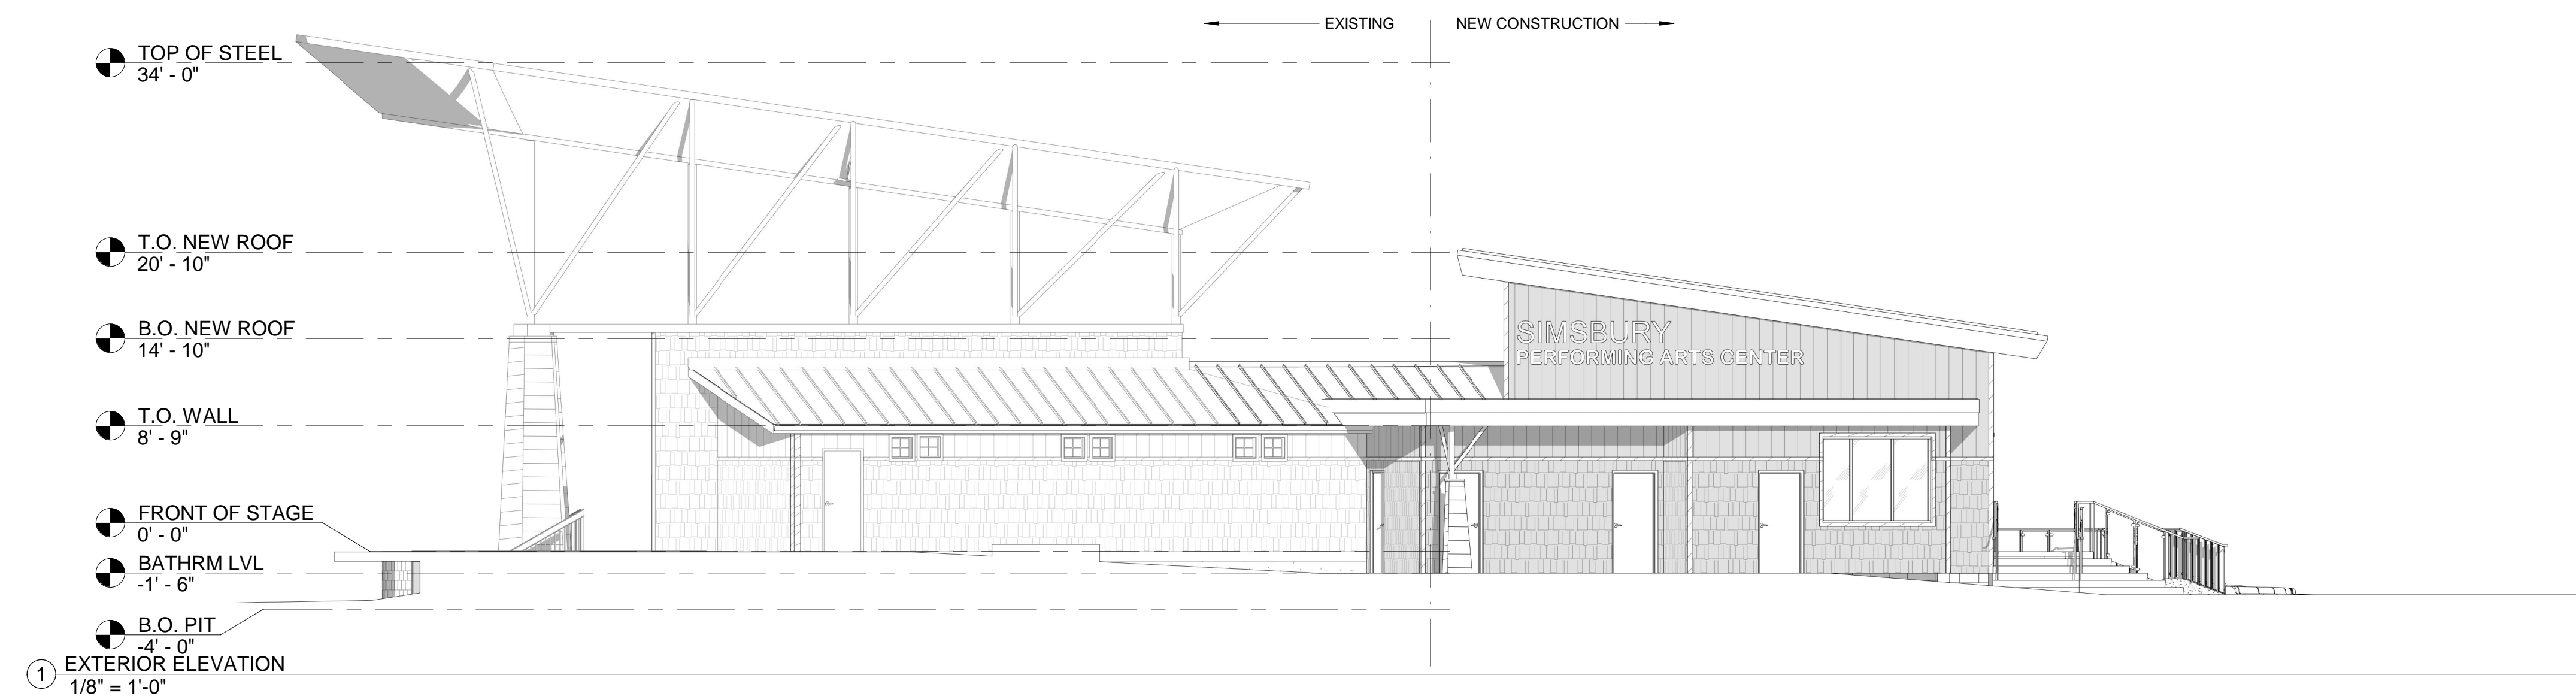 EXISTING
NEW CONSTRUCTION
TOP OF STEEL
34' - 0"
T.O. NEW ROOF
20' - 10"
B.O. NEW ROOF
14' - 10"
SIMSBURY
PERFORMING ARTS CENTER
T.O. WALL
8' - 9"
FRONT OF STAGE
0' - 0"
BATHRM LVL
-1' - 6"
B.O. PIT
-4' - 0"
1 EXTERIOR ELEVATION
1/8" = 1'-0"